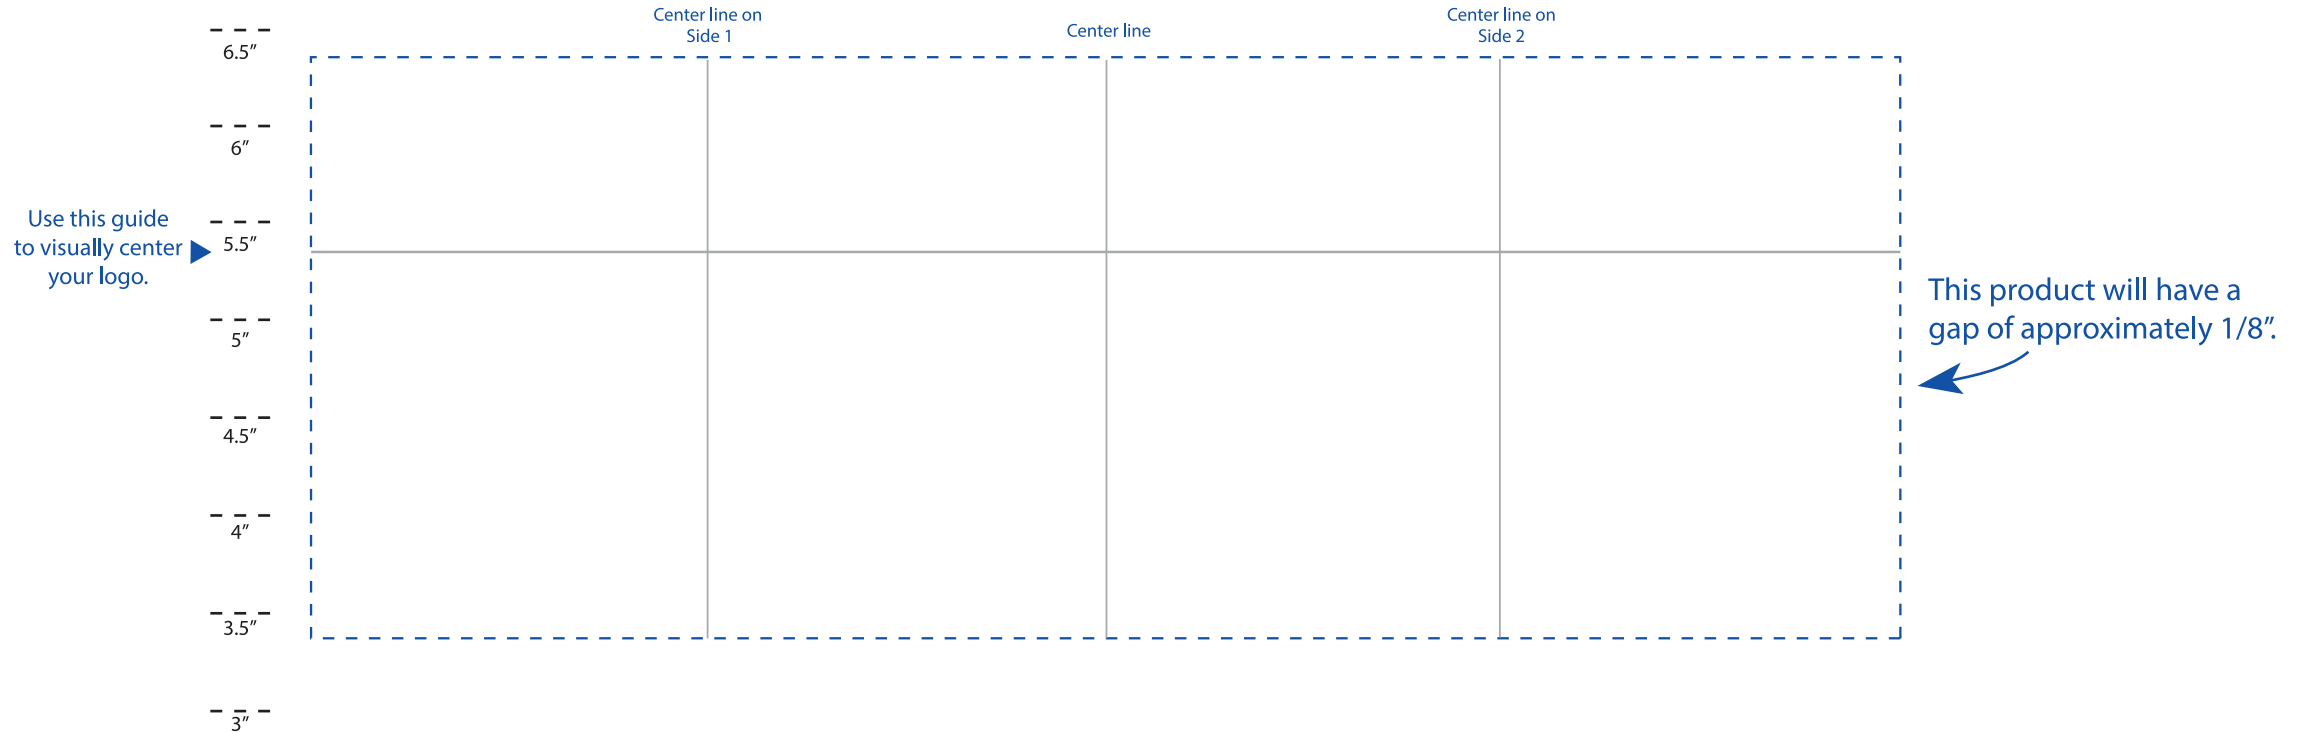 Center line on
Side 1
Center line
Center line on
Side 2
6.5”
6”
5.5”
5”
4.5”
4”
3.5”
3”
Use this guide
to visually center
your logo.
This product will have a
gap of approximately 1/8”.